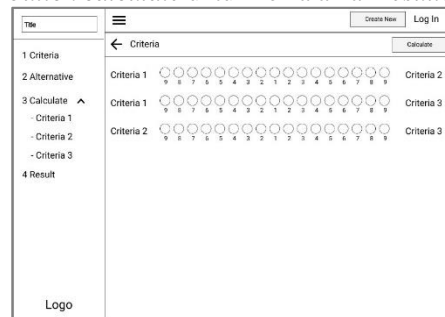 Title
Create New Log In
Criteria
Calculate
1 Criteria
2 Alternative
3 Calculate
- Criteria 1
- Criteria 2
- Criteria 3
4 Result
Criteria 1 Criteria 2
9 8 7 6 5 4 3 2 1 2 3 4 5 6 7 8 9
Criteria 1 Criteria 3
9 8 7 6 5 4 3 2 1 2 3 4 5 6 7 8 9
Criteria 2 Criteria 3
9 8 7 6 5 4 3 2 1 2 3 4 5 6 7 8 9
Logo